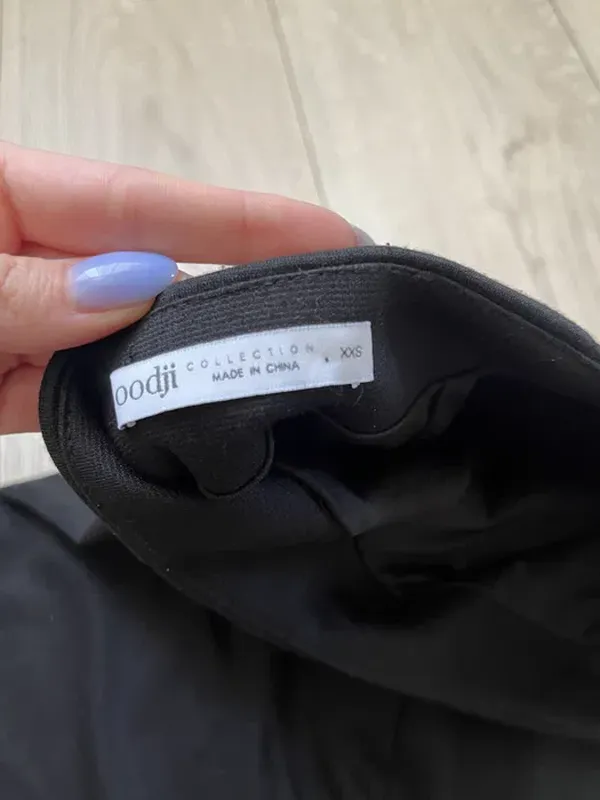 oodji COLLECTION . XXS
MADE IN CHINA